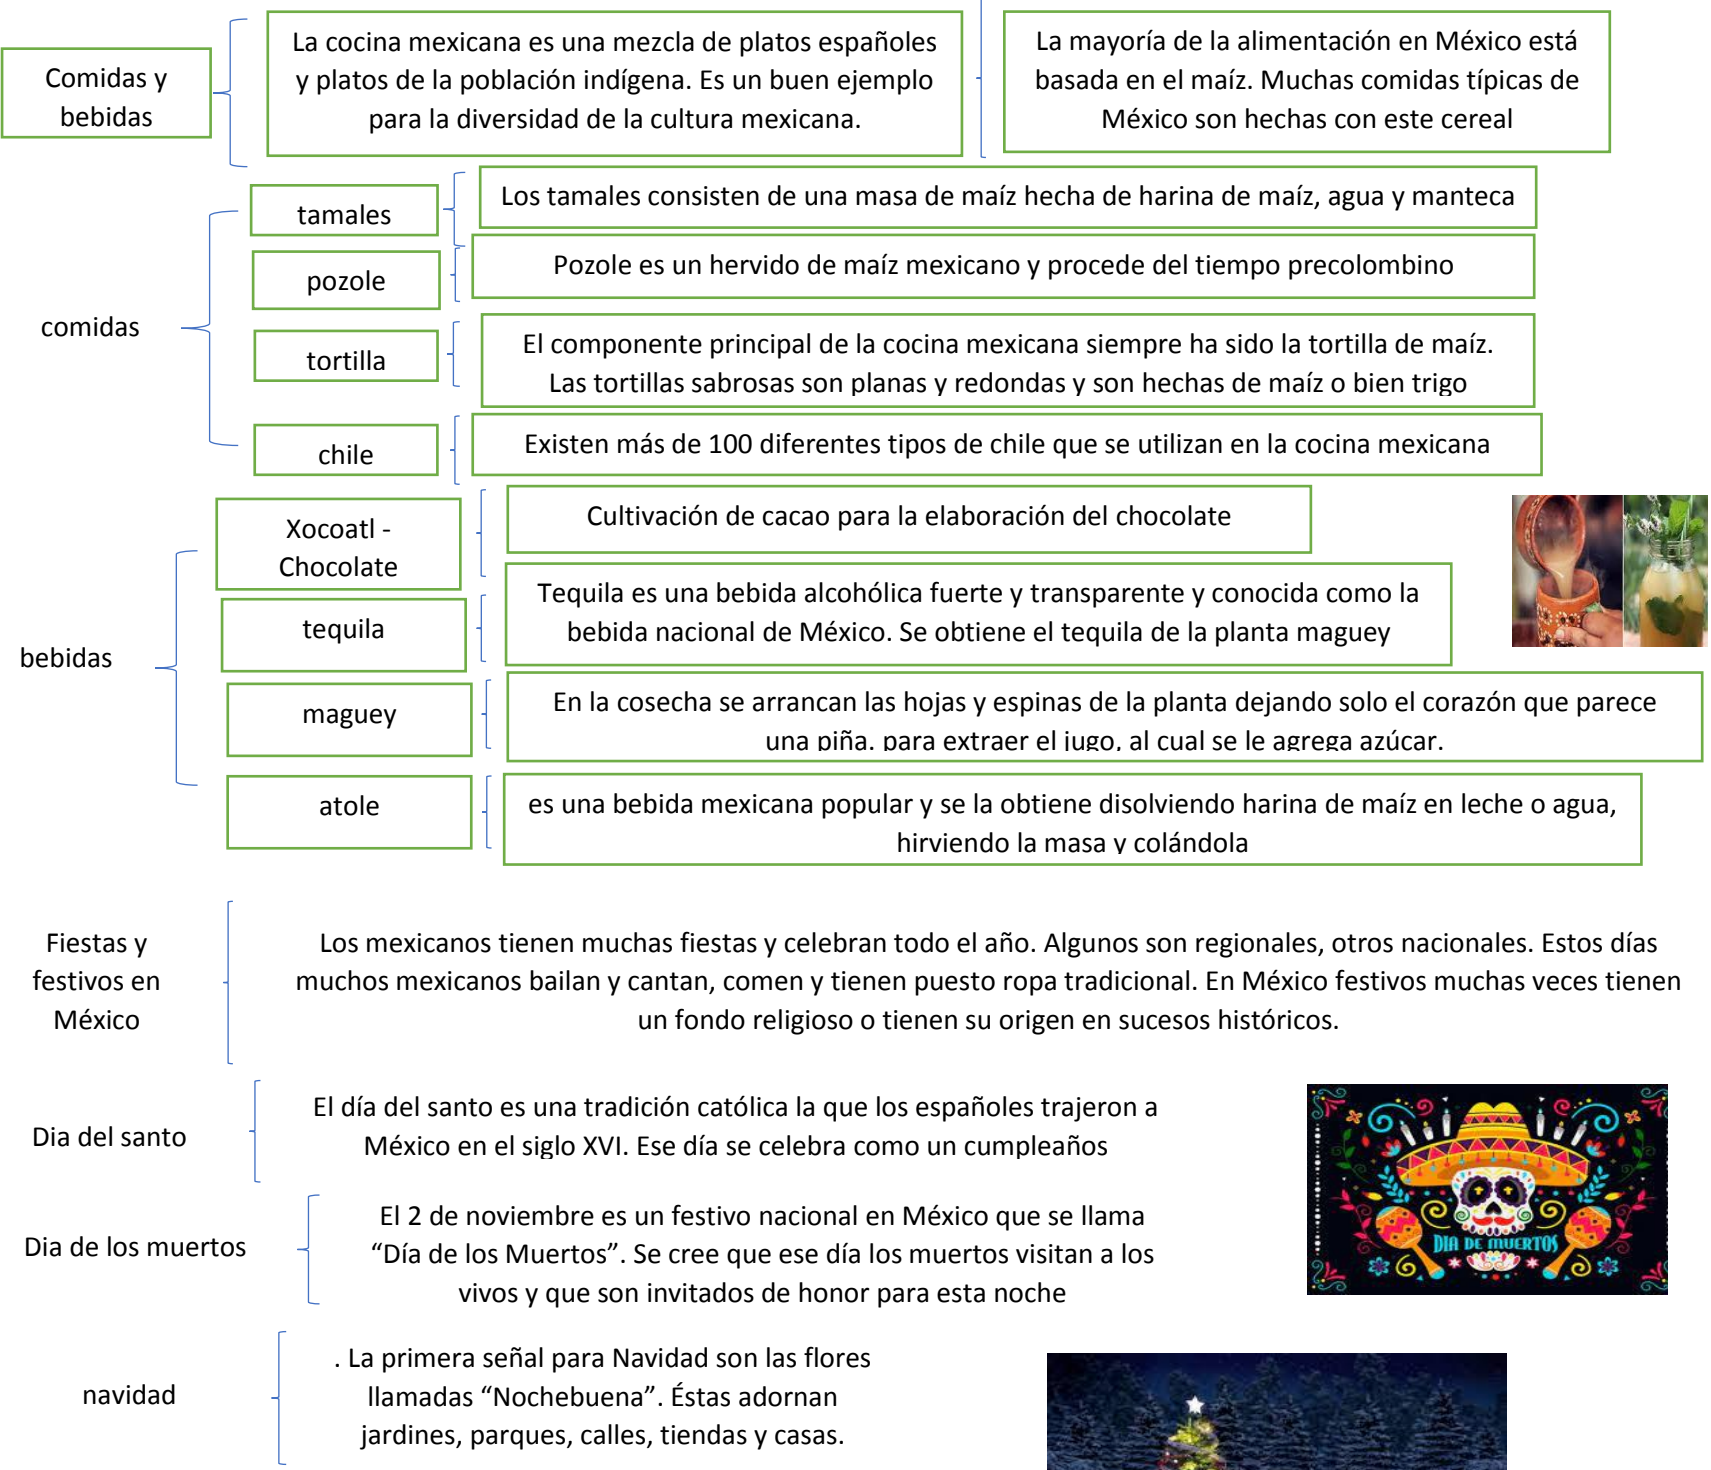 Comidas y
bebidas
La cocina mexicana es una mezcla de platos españoles
y platos de la población indígena. Es un buen ejemplo
para la diversidad de la cultura mexicana.
La mayoría de la alimentación en México está
basada en el maíz. Muchas comidas típicas de
México son hechas con este cereal
comidas
tamales
Los tamales consisten de una masa de maíz hecha de harina de maíz, agua y manteca
pozole
Pozole es un hervido de maíz mexicano y procede del tiempo precolombino
tortilla
El componente principal de la cocina mexicana siempre ha sido la tortilla de maíz.
Las tortillas sabrosas son planas y redondas y son hechas de maíz o bien trigo
chile
Existen más de 100 diferentes tipos de chile que se utilizan en la cocina mexicana
bebidas
Xocoatl -
Chocolate
Cultivación de cacao para la elaboración del chocolate
tequila
Tequila es una bebida alcohólica fuerte y transparente y conocida como la
bebida nacional de México. Se obtiene el tequila de la planta maguey
maguey
En la cosecha se arrancan las hojas y espinas de la planta dejando solo el corazón que parece
una piña. para extraer el jugo, al cual se le agrega azúcar.
atole
es una bebida mexicana popular y se la obtiene disolviendo harina de maíz en leche o agua,
hirviendo la masa y colándola
Fiestas y
festivos en
México
Los mexicanos tienen muchas fiestas y celebran todo el año. Algunos son regionales, otros nacionales. Estos días
muchos mexicanos bailan y cantan, comen y tienen puesto ropa tradicional. En México festivos muchas veces tienen
un fondo religioso o tienen su origen en sucesos históricos.
Dia del santo
El día del santo es una tradición católica la que los españoles trajeron a
México en el siglo XVI. Ese día se celebra como un cumpleaños
Dia de los muertos
El 2 de noviembre es un festivo nacional en México que se llama
“Día de los Muertos”. Se cree que ese día los muertos visitan a los
vivos y que son invitados de honor para esta noche
DIA DE MUERTOS
navidad
. La primera señal para Navidad son las flores
llamadas “Nochebuena”. Éstas adornan
jardines, parques, calles, tiendas y casas.